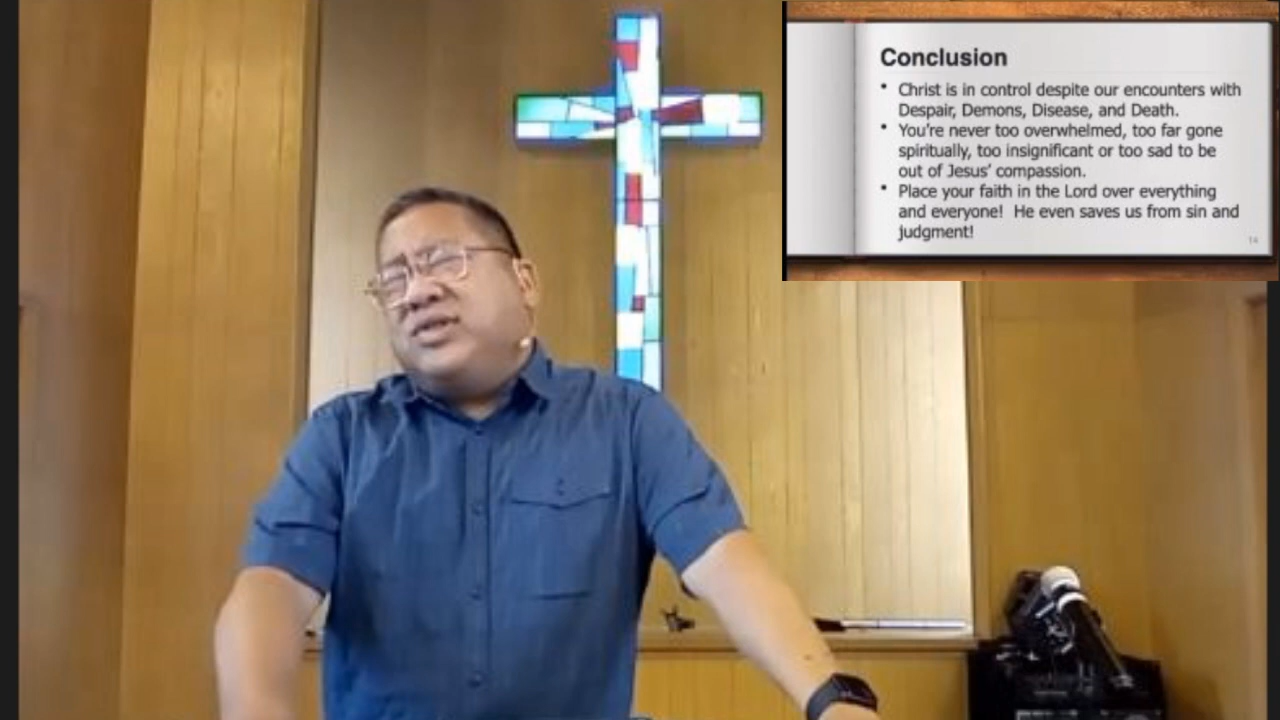 Conclusion
• Christ is in control despite our encounters with
Despair, Demons, Disease, and Death.
• You're never too overwhelmed, too far gone
spiritually, too insignificant or too sad to be
out of Jesus' compassion.
• Place your faith in the Lord over everything
and everyone!  He even saves us from sin and
judgment!
14